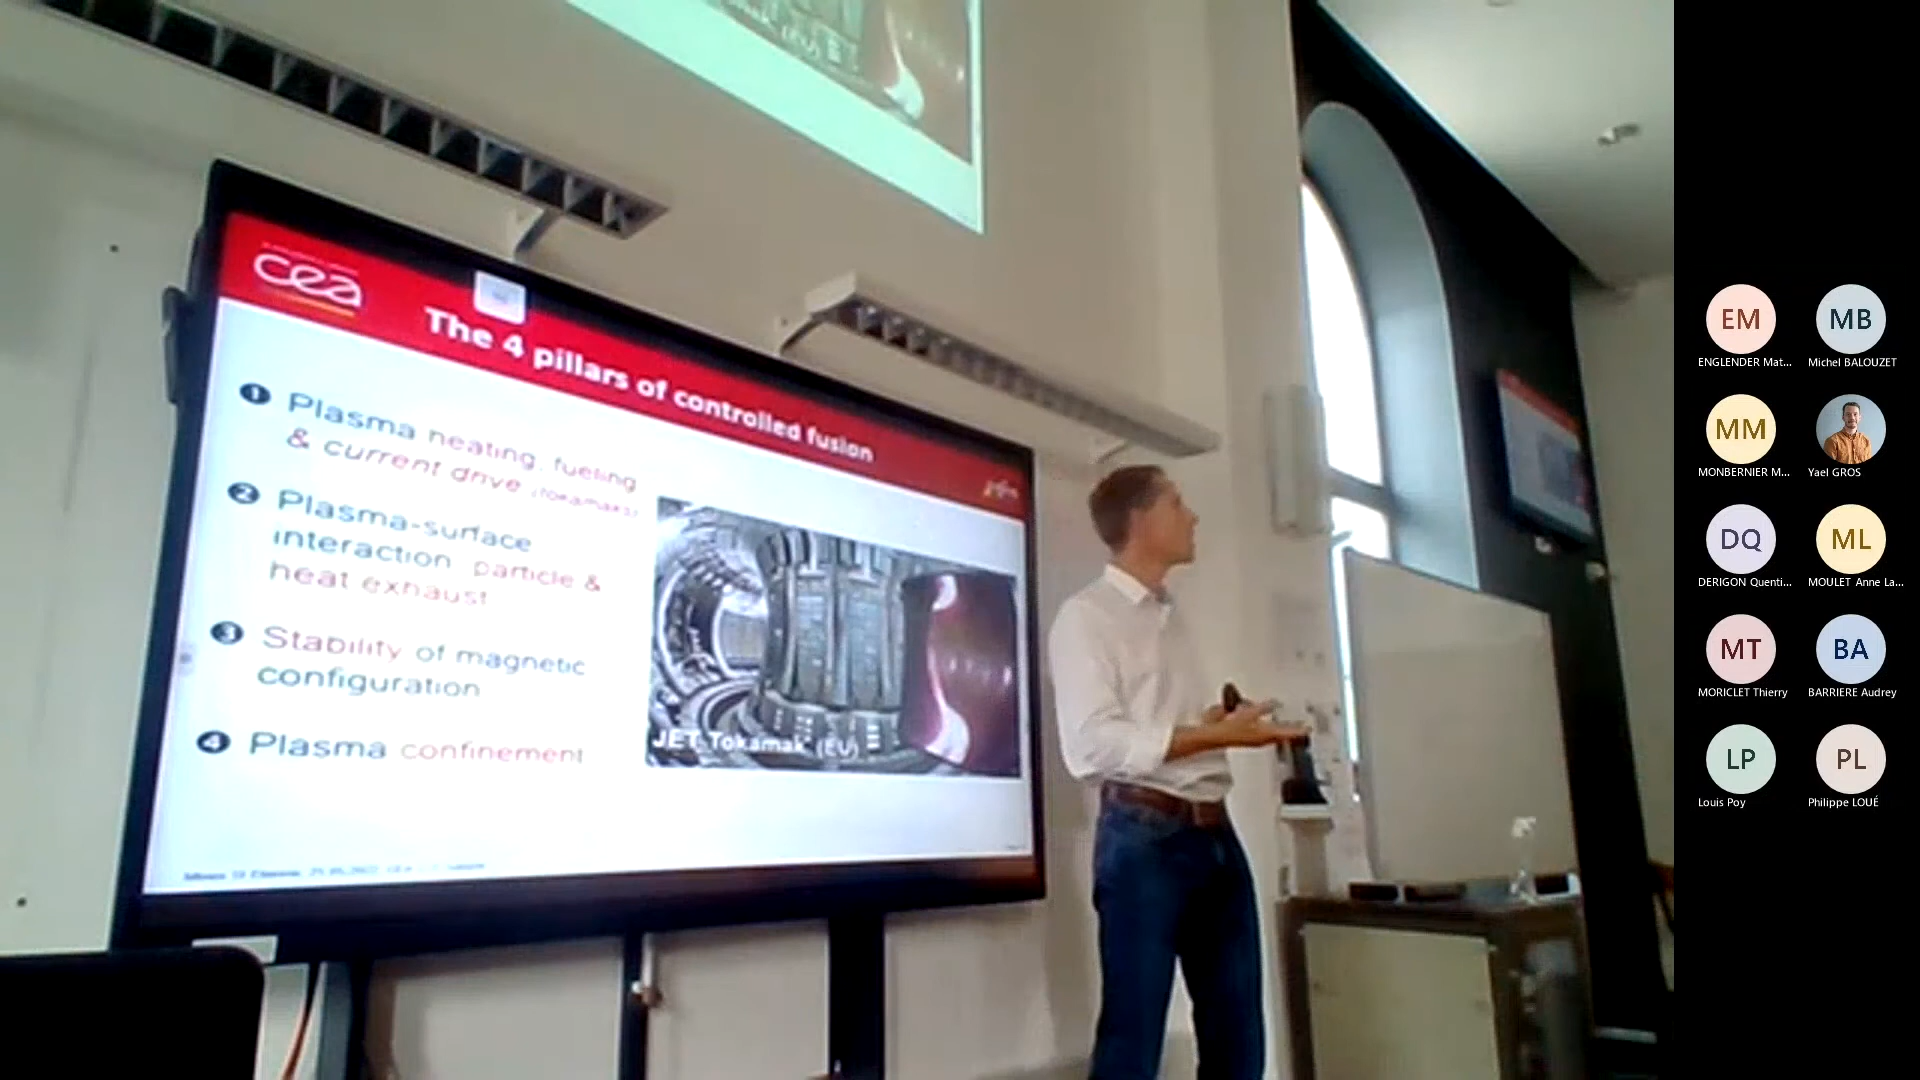 cea
The 4 pillars of controlled fusion
1 Plasma heating, fueling
& current drive (tokamaks)
2 Plasma-surface
interaction particle &
heat exhaust
3 Stability of magnetic
configuration
4 Plasma confinement
JET Tokamak (EU)
EM
ENGLENDER Mat...
MB
Michel BALOUZET
MM
MONBERNIER M...
Yael GROS
DQ
DERIGON Quenti...
ML
MOULET Anne La...
MT
MORICLET Thierry
BA
BARRIERE Audrey
LP
Louis Poy
PL
Philippe LOUÉ